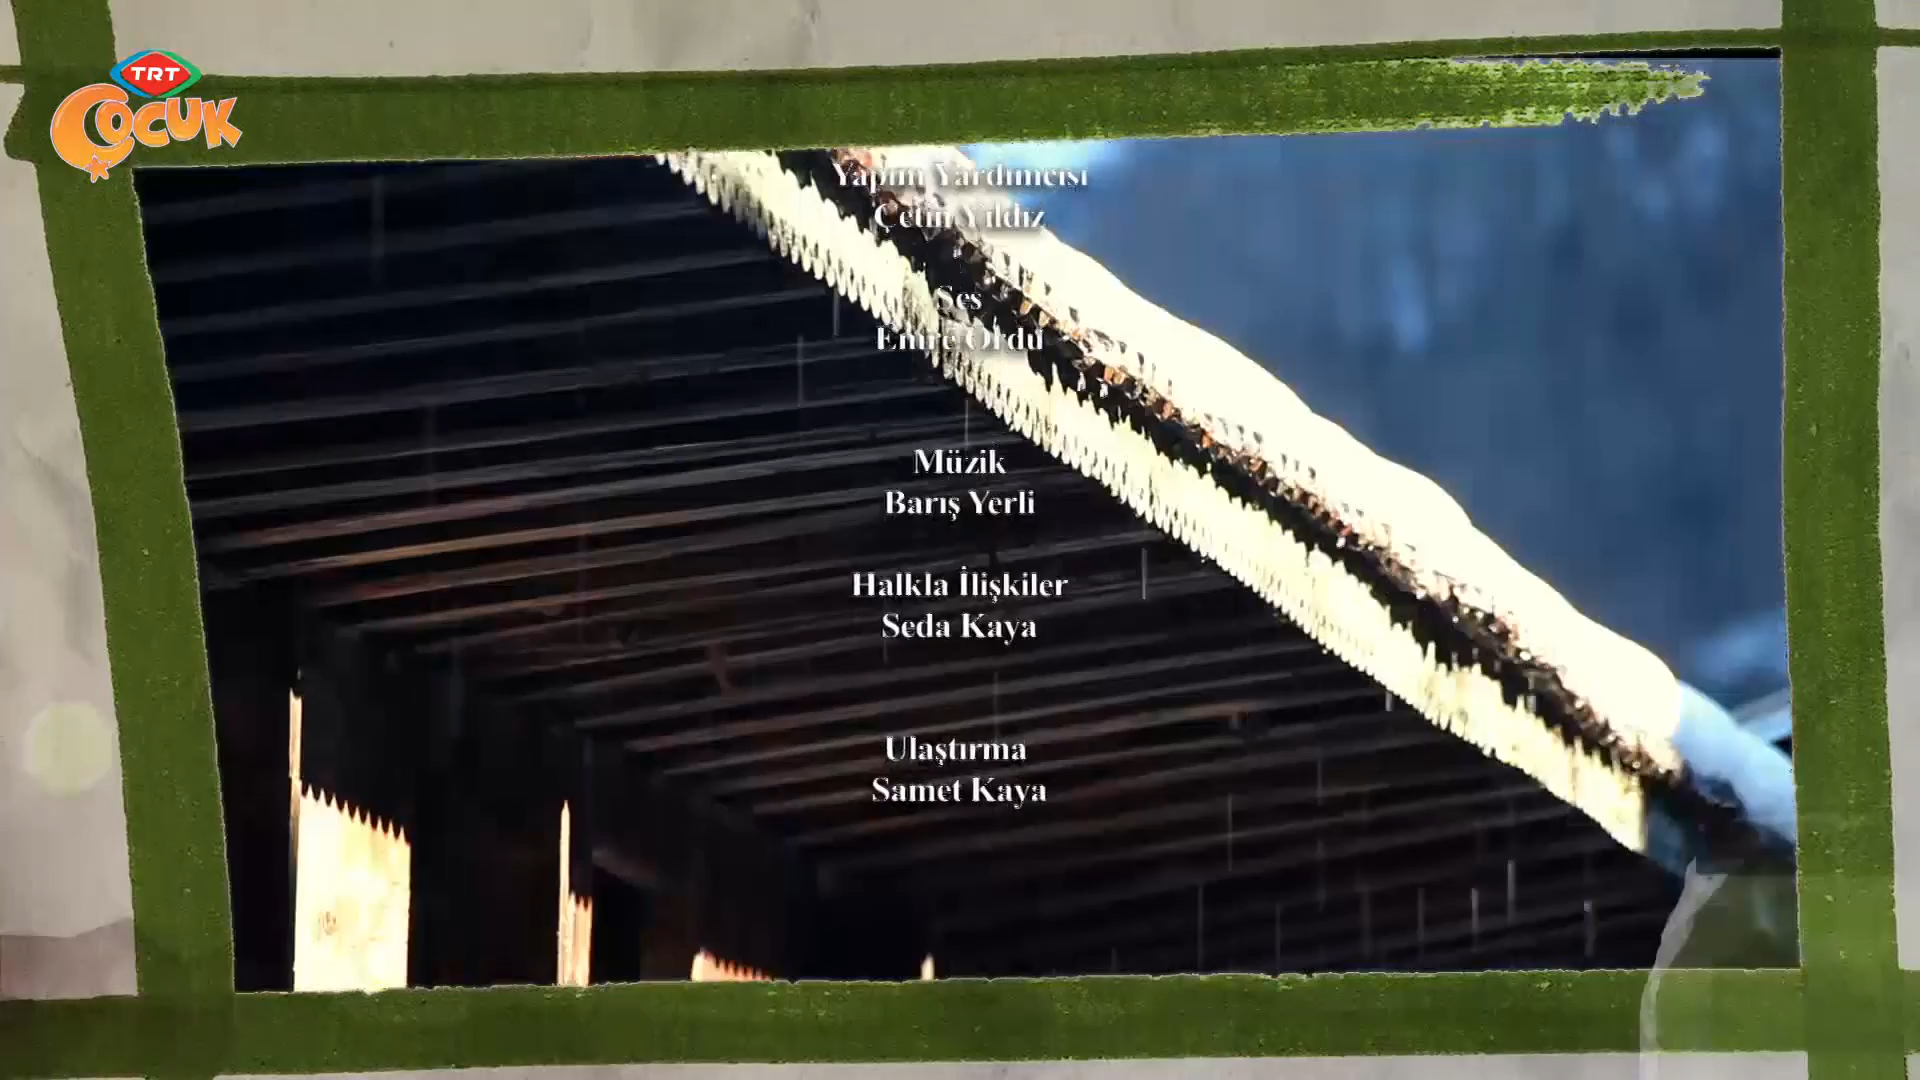 TRT
ÇOCUK
Yapım Yardımcısı
Çetin Yıldız
Ses
Emre Ordu
Müzik
Barış Yerli
Halkla İlişkiler
Seda Kaya
Ulaştırma
Samet Kaya